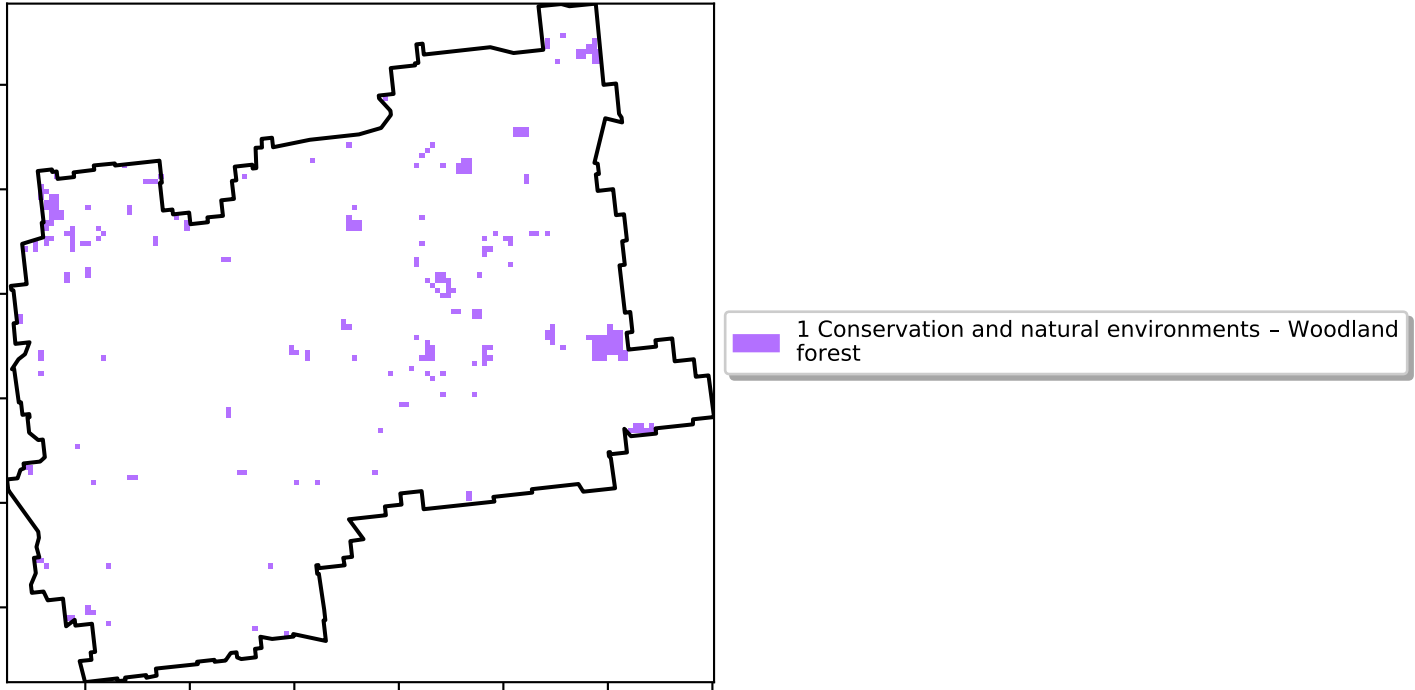 1 Conservation and natural environments – Woodland
forest